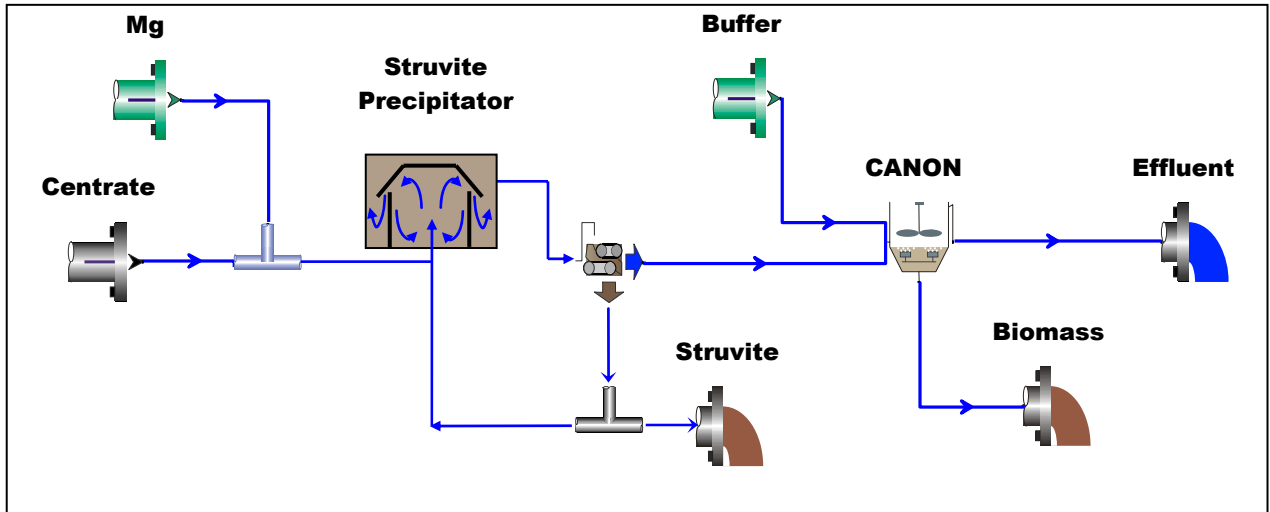 Mg
Buffer
Struvite
Precipitator
Centrate
CANON
Effluent
Biomass
Struvite